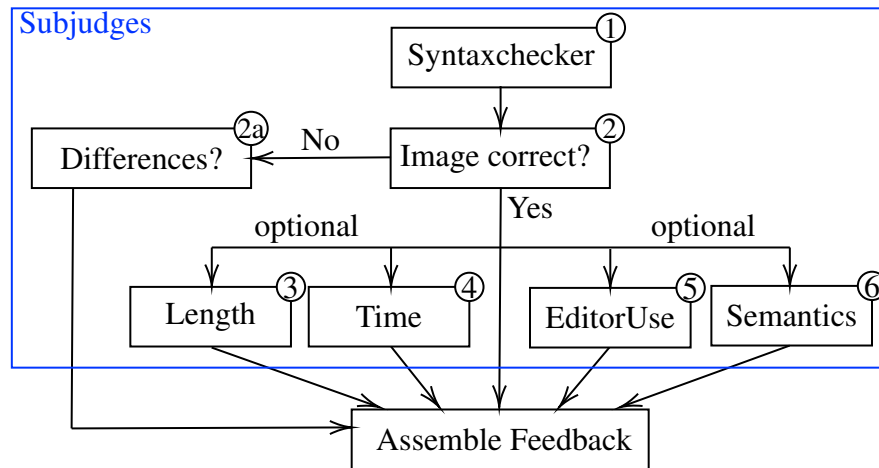 Subjudges
1
Syntaxchecker
2a
No
2
Differences?
Image correct?
Yes
optional
optional
3
4
5
6
Length
Time
EditorUse
Semantics
Assemble Feedback